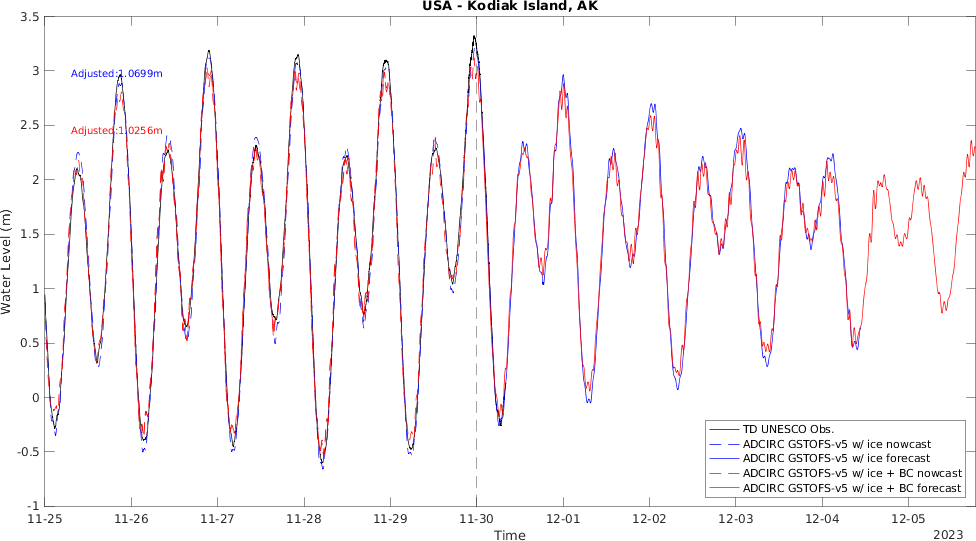 USA - Kodiak Island, AK
3.5
3
2.5
2
1.5
1
0.5
0
-0.5
-1
Water Level (m)
Adjusted:1.0699m
Adjusted:1.0256m
TD UNESCO Obs.
ADCIRC GSTOFS-v5 w/ ice nowcast
ADCIRC GSTOFS-v5 w/ ice forecast
ADCIRC GSTOFS-v5 w/ ice + BC nowcast
ADCIRC GSTOFS-v5 w/ ice + BC forecast
11-25 11-26 11-27 11-28 11-29 11-30 12-01 12-02 12-03 12-04 12-05
Time
2023